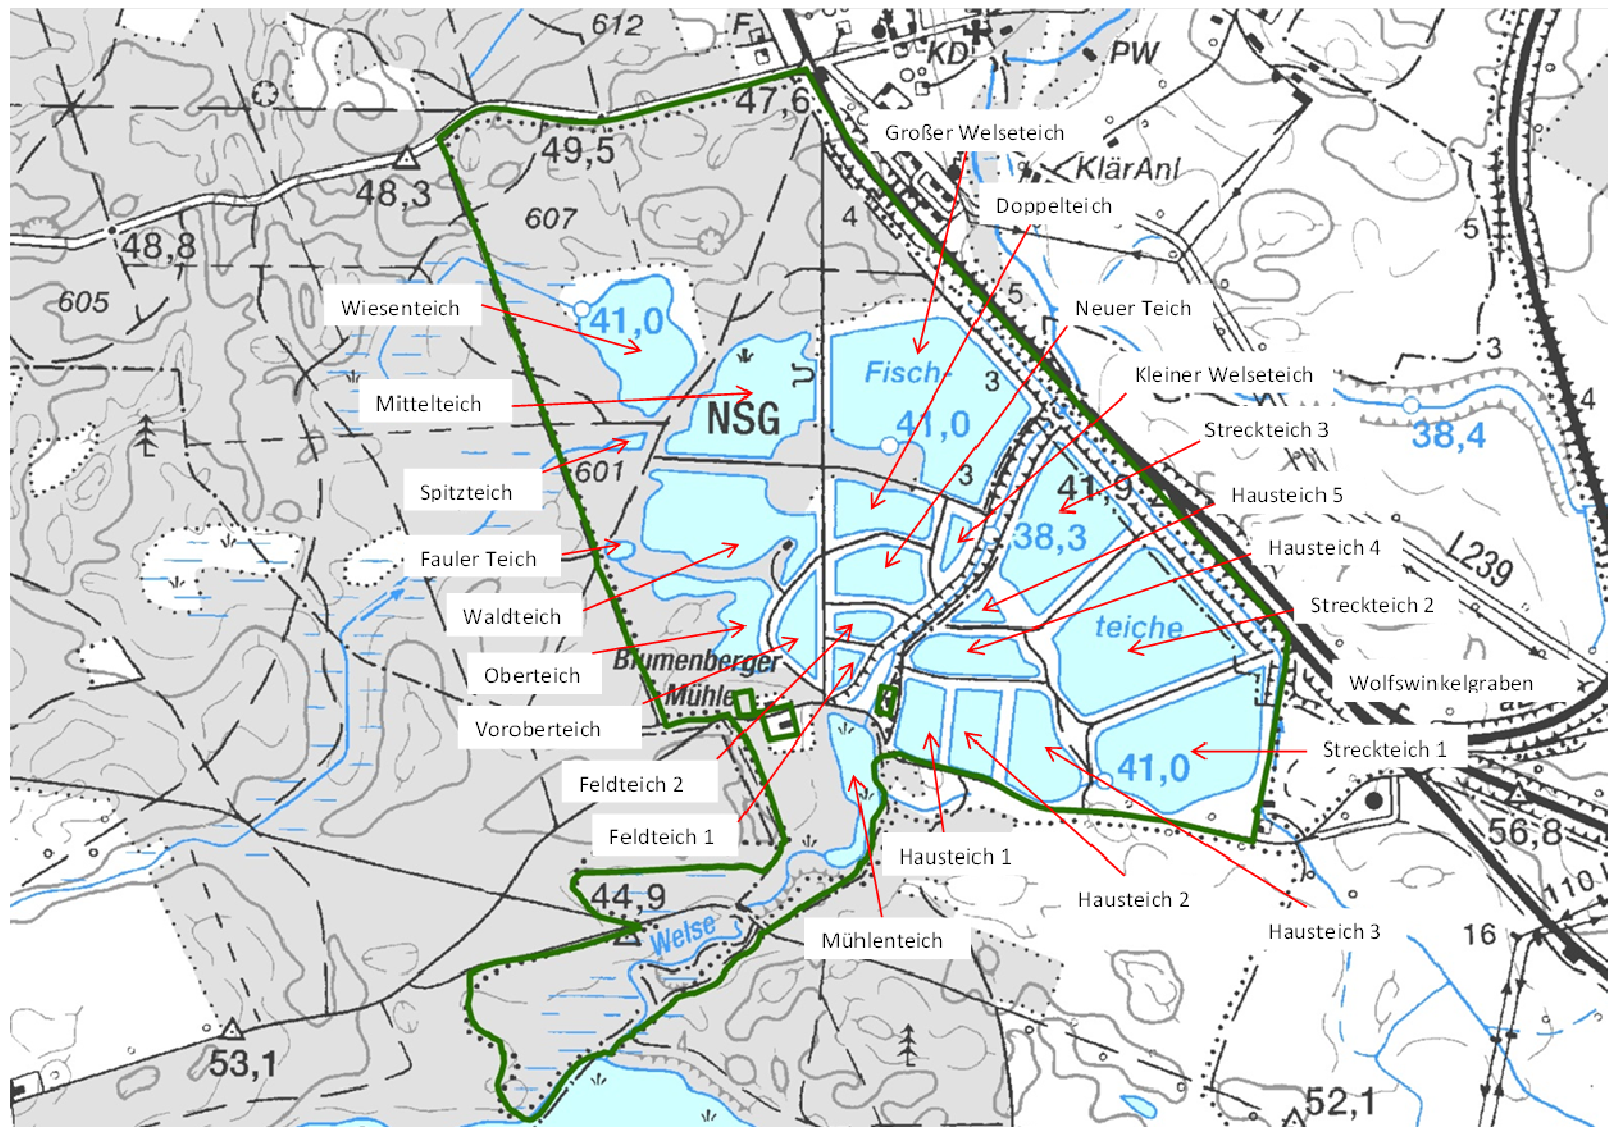 612
F
KD
PW
47,6
Großer Welseteich
49,5
48,3
KlärAnl
Doppelteich
607
4
5
48,8
605
5
Wiesenteich
41,0
Neuer Teich
3
Fisch-
3
Kleiner Welseteich
Mittelteich
NSG
41,0
4
38,4
Streckteich 3
601
3
41,9
Spitzteich
Hausteich 5
38,3
Hausteich 4
L239
Fauler Teich
Waldteich
Streckteich 2
teiche
Oberteich
Blumenberger
Mühle
Wolfswinkelgraben
Voroberteich
Streckteich 1
41,0
Feldteich 2
Feldteich 1
56,8
Hausteich 1
110
44,9
Hausteich 2
Welse
Mühlenteich
Hausteich 3
16
53,1
52,1